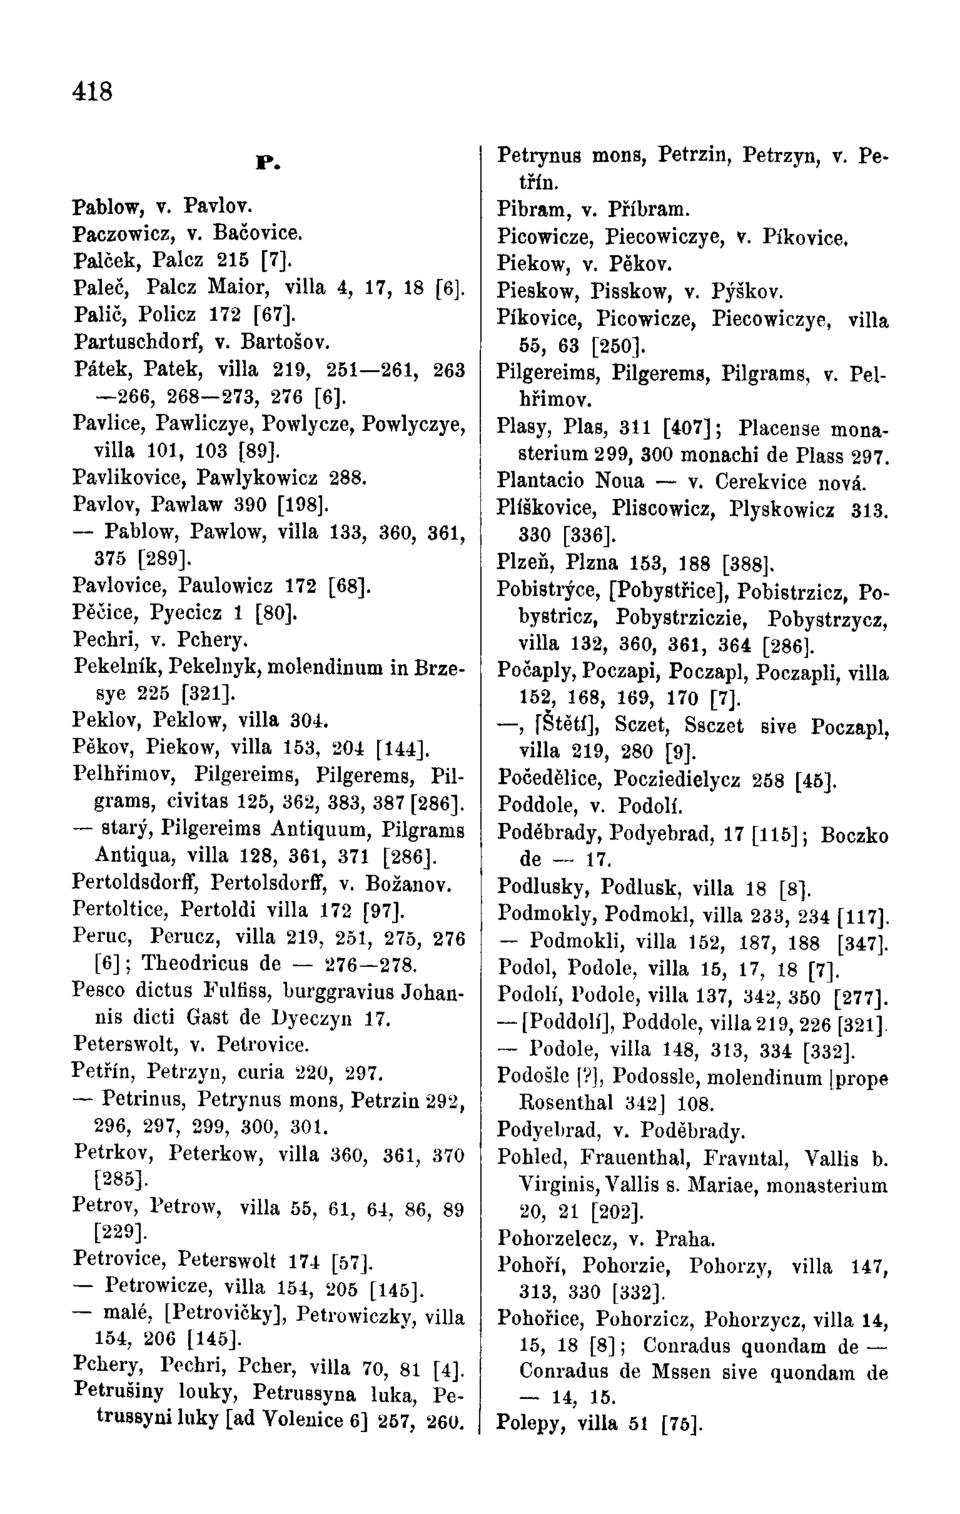 418
P.
Pablow, v. Pavlov.
Paczowicz, v. Bačovice.
Palček, Palcz 215 [7].
Paleč, Palcz Maior, villa 4, 17, 18 [6].
Palič, Policz 172 [67].
Partuschdorf, v. Bartošov.
Pátek, Patek, villa 219, 251—261, 263
—266, 268—273, 276 [6].
Pavlice, Pawliczye, Powlycze, Powlyczye,
villa 101, 103 [89].
Pavlikovice, Pawlykowicz 288.
Pavlov, Pawlaw 390 [198].
— Pablow, Pawlow, villa 133, 360, 361,
375 [289].
Pavlovice, Paulowicz 172 [68].
Pěčice, Pyecicz 1 [80].
Pechri, v. Pchery.
Pekelník, Pekelnyk, molendinum in Brze-
sye 225 [321].
Peklov, Peklow, villa 304.
Pěkov, Piekow, villa 153, 204 [144].
Pelhřimov, Pilgereims, Pilgerems, Pil-
grams, civitas 125, 362, 383, 387 [286].
— starý, Pilgereims Antiquum, Pilgrams
Antiqua, villa 128, 361, 371 [286].
Pertoldsdorff, Pertolsdorff, v. Božanov.
Pertoltice, Pertoldi villa 172 [97].
Peruc, Perucz, villa 219, 251, 275, 276
[6]; Theodricus de — 276—278.
Pesco dictus Fulfiss, burggravius Johan-
nis dicti Gast de Dyeczyn 17.
Peterswolt, v. Petrovice.
Petřín, Petrzyn, curia 220, 297.
— Petrinus, Petrynus mons, Petrzin 292,
296, 297, 299, 300, 301.
Petrkov, Peterkow, villa 360, 361, 370
[285].
Petrov, Petrow, villa 55, 61, 64, 86, 89
[229].
Petrovice, Peterswolt 174 [57].
— Petrowicze, villa 154, 205 [145].
— malé, [Petrovičky], Petrowiczky, villa
154, 206 [145].
Pchery, Pechri, Pcher, villa 70, 81 [4].
Petrušiny louky, Petrussyna luka, Pe-
trussyni luky [ad Volenice 6] 257, 260.
Petrynus mons, Petrzin, Petrzyn, v. Pe-
třín.
Pibram, v. Příbram.
Picowicze, Piecowiczye, v. Píkovice.
Piekow, v. Pěkov.
Pieskow, Pisskow, v. Pýškov.
Píkovice, Picowicze, Piecowiczye, villa
55, 63 [250].
Pilgereims, Pilgerems, Pilgrams, v. Pel-
hřimov.
Plasy, Plas, 311 [407]; Placense mona-
sterium 299, 300 monachi de Plass 297.
Plantacio Noua — v. Cerekvice nová.
Plíškovice, Pliscowicz, Plyskowicz 313.
330 [336].
Plzeň, Plzna 153, 188 [388].
Pobistrýce, [Pobystřice], Pobistrzicz, Po-
bystricz, Pobystrziczie, Pobystrzycz,
villa 132, 360, 361, 364 [286].
Počaply, Poczapi, Poczapl, Poczapli, villa
152, 168, 169, 170 [7].
—, [Štětí], Sczet, Ssczet sive Poczapl,
villa 219, 280 [9].
Počedělice, Pocziedielycz 258 [45].
Poddole, v. Podolí.
Poděbrady, Podyebrad, 17 [115]; Boczko
de — 17.
Podlusky, Podlusk, villa 18 [8].
Podmokly, Podmokl, villa 233, 234 [117].
— Podmokli, villa 152, 187, 188 [347].
Podol, Podole, villa 15, 17, 18 [7].
Podolí, Podole, villa 137, 342, 350 [277].
— [Poddolí], Poddole, villa 219, 226 [321].
— Podole, villa 148, 313, 334 [332].
Podošle [?], Podossle, molendinum [prope
Rosenthal 342] 108.
Podyebrad, v. Poděbrady.
Pohled, Frauenthal, Fravntal, Vallis b.
Virginis, Vallis s. Mariae, monasterium
20, 21 [202].
Pohorzelecz, v. Praha.
Pohoří, Pohorzie, Pohorzy, villa 147,
313, 330 [332].
Pohořice, Pohorzicz, Pohorzycz, villa 14,
15, 18 [8]; Conradus quondam de —
Conradus de Mssen sive quondam de
— 14, 15.
Polepy, villa 51 [75].